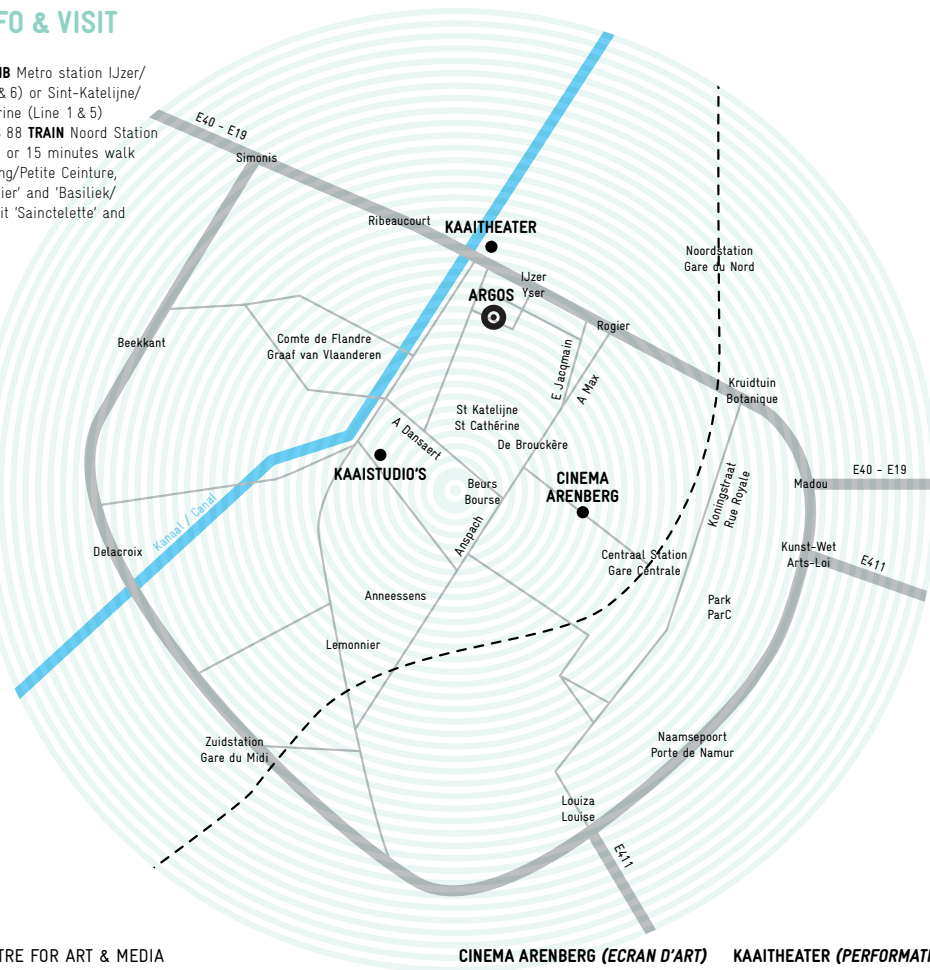 FO & VISIT
IB Metro station IJzer/
& 6) or Sint-Katelijne/
rine (Line 1 & 5)
88 TRAIN Noord Station
or 15 minutes walk
ng/Petite Ceinture,
ier' and 'Basiliek/
it 'Sainctelette' and
E40 - E19
Simonis
Ribeaucourt
KAAITHEATER
Noordstation
Gare du Nord
IJzer
Yser
ARGOS
Rogier
Beekkant
Comte de Flandre
Graaf van Vlaanderen
E Jacqmain
A Max
Kruidtuin
Botanique
St Katelijne
St Cathérine
A Dansaert
De Brouckère
KAAISTUDIO'S
Beurs
Bourse
CINEMA
ARENBERG
Koningstraat
Rue Royale
E40 - E19
Madou
Kanaal / Canal
Anspach
Delacroix
Centraal Station
Gare Centrale
Kunst-Wet
Arts-Loi
E411
Anneessens
Park
ParC
Lemonnier
Zuidstation
Gare du Midi
Naamsepoort
Porte de Namur
Louiza
Louise
E411
TRE FOR ART & MEDIA
CINEMA ARENBERG (ECRAN D'ART) KAAITHEATER (PERFORMATI